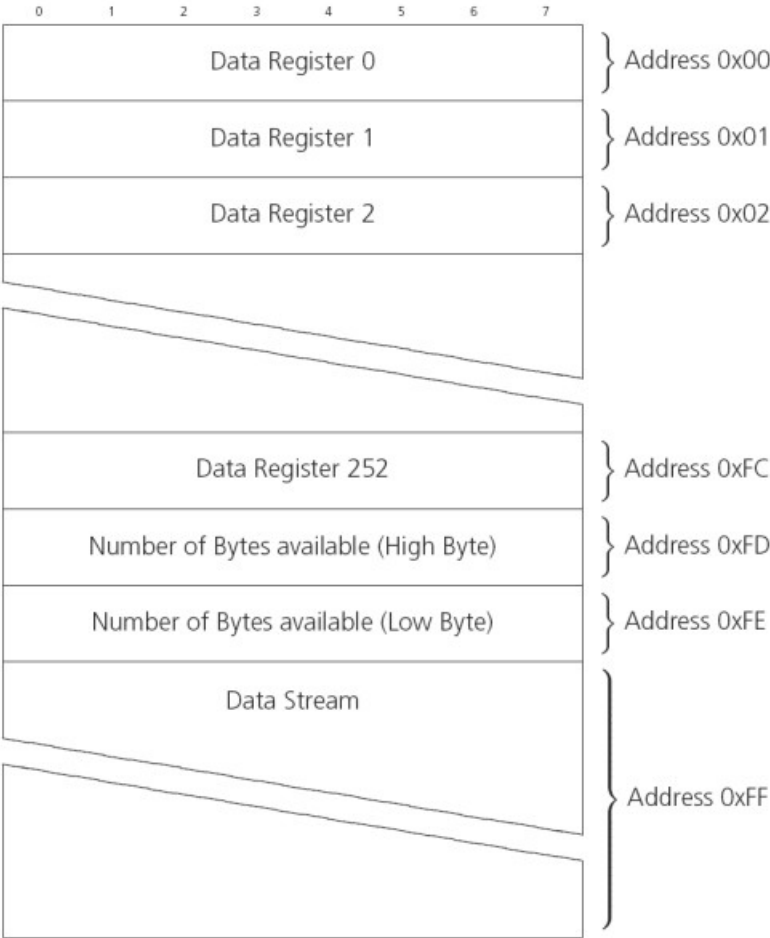 0 1 2 3 4 5 6 7
Data Register 0 Address 0x00
Data Register 1 Address 0x01
Data Register 2 Address 0x02
Data Register 252 Address 0xFC
Number of Bytes available (High Byte) Address 0xFD
Number of Bytes available (Low Byte) Address 0xFE
Data Stream
Address 0xFF